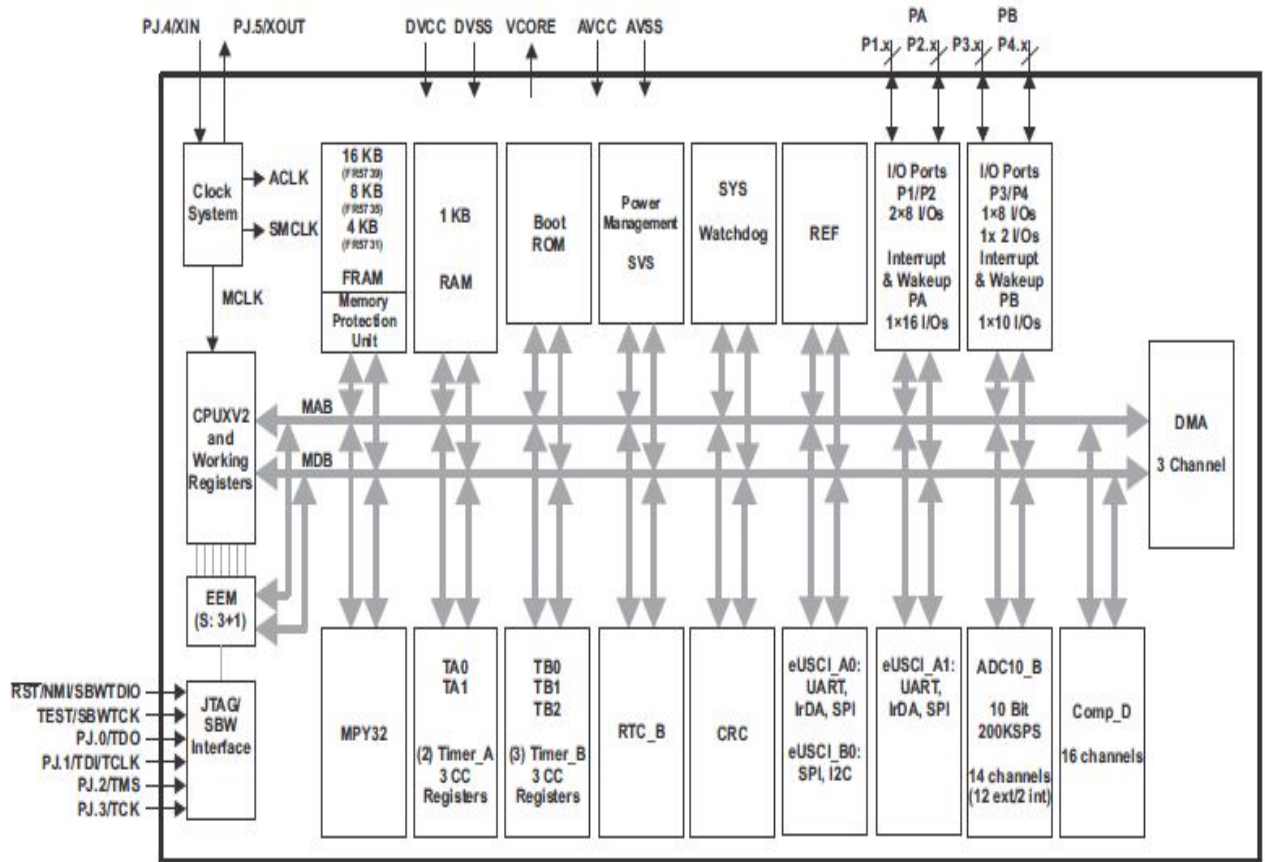 PJ.4/XIN
PJ.5/XOUT
DVCC
DVSS
VCORE
AVCC
AVSS
PA
PB
P1.x
P2.x
P3.x
P4.x
Clock
System
ACLK
SMCLK
MCLK
16 KB
(FR5739)
8 KB
(FR5735)
4 KB
(FR5731)
FRAM
Memory
Protection
Unit
1 KB
RAM
Boot
ROM
Power
Management
SVS
SYS
Watchdog
REF
I/O Ports
P1/P2
2×8 I/Os
Interrupt
& Wakeup
PA
1×16 I/Os
I/O Ports
P3/P4
1×8 I/Os
1x 2 I/Os
Interrupt
& Wakeup
PB
1×10 I/Os
CPUXV2
and
Working
Registers
MAB
MDB
DMA
3 Channel
EEM
(S: 3+1)
RST/NMI/SBWTDIO
TEST/SBWTCK
PJ.0/TDO
PJ.1/TDI/TCLK
PJ.2/TMS
PJ.3/TCK
JTAG/
SBW
Interface
MPY32
TA0
TA1
(2) Timer_A
3 CC
Registers
TB0
TB1
TB2
(3) Timer_B
3 CC
Registers
RTC_B
CRC
eUSCI_A0:
UART,
IrDA, SPI
eUSCI_B0:
SPI, I2C
eUSCI_A1:
UART,
IrDA, SPI
ADC10_B
10 Bit
200KSPS
14 channels
(12 ext/2 int)
Comp_D
16 channels